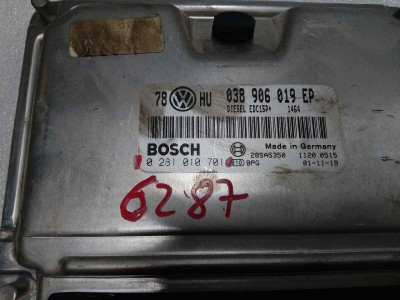 78 VW HU 038 906 019 EP
DIESEL EDC15P+ 1464
BOSCH Made in Germany
28SA5350 1120 0515
0 281 010 701 BPG 01-11-19
6287